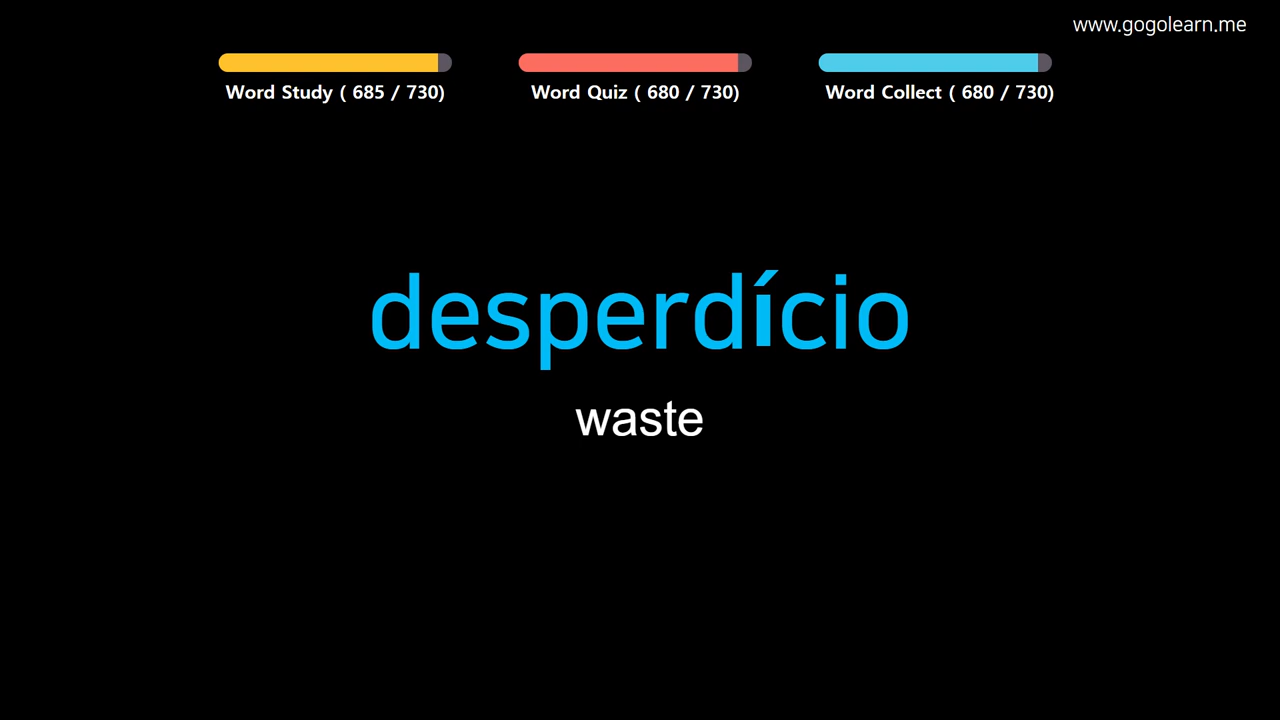 www.gogolearn.me
Word Study ( 685 / 730)
Word Quiz ( 680 / 730)
Word Collect ( 680 / 730)
desperdício
waste